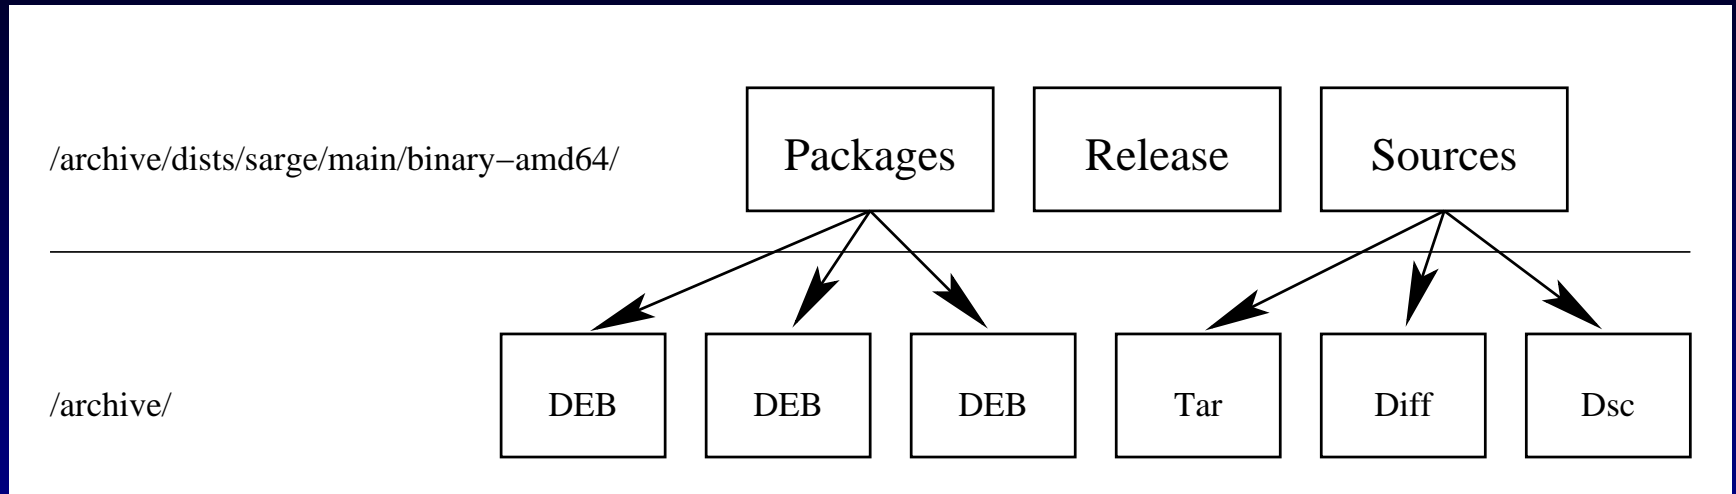 /archive/dists/sarge/main/binary−amd64/ Packages Release Sources
/archive/ DEB DEB DEB Tar Diff Dsc